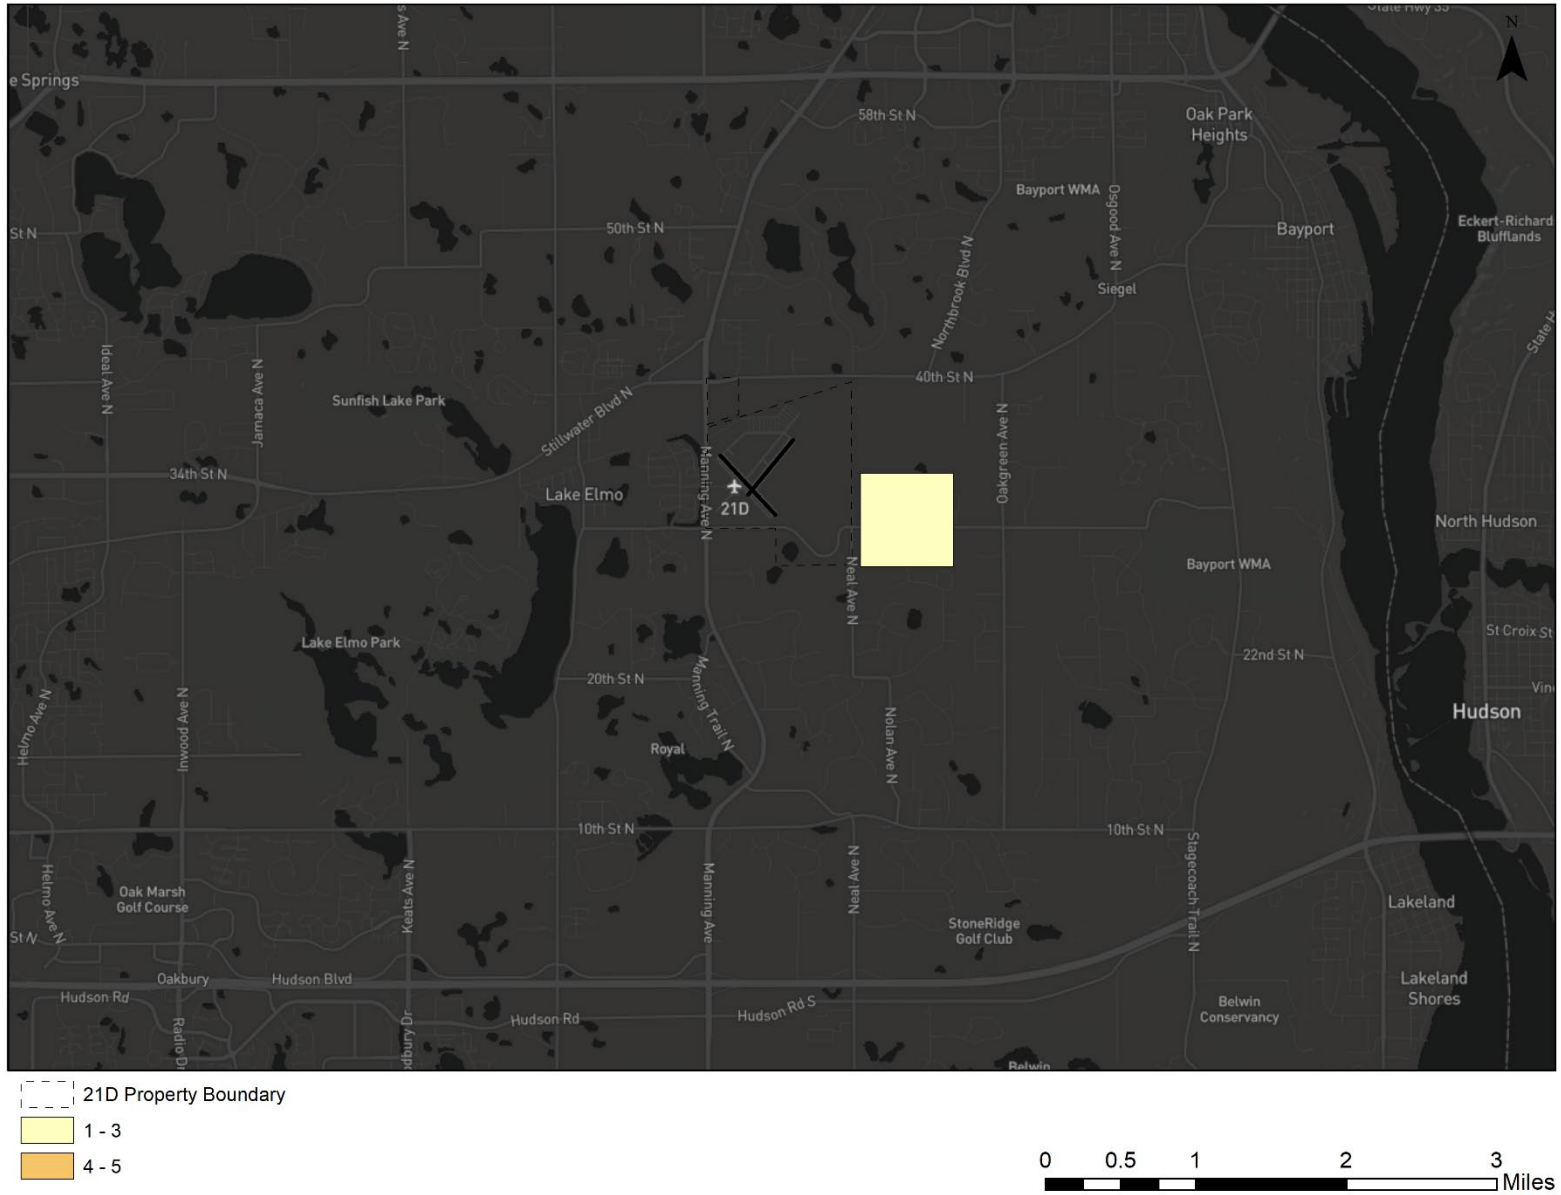 State Hwy 35
N
s Ave N
e Springs
58th St N
Oak Park
Heights
Bayport WMA
Osgood Ave N
Eckert-Richard
Blufflands
Bayport
St N
50th St N
Northbrook Blvd N
Siegel
State H
Ideal Ave N
Jamaca Ave N
40th St N
Sunfish Lake Park
Stillwater Blvd N
Oakgreen Ave N
Manning Ave N
34th St N
Lake Elmo
21D
North Hudson
Bayport WMA
Neal Ave N
Lake Elmo Park
St Croix St
22nd St N
20th St N
Manning Trail N
Vin
Helmo Ave N
Inwood Ave N
Nolan Ave N
Hudson
Royal
10th St N
10th St N
Stagecoach Trail N
Helmo Ave N
Keats Ave N
Manning Ave
Neal Ave N
Oak Marsh
Golf Course
Lakeland
StoneRidge
Golf Club
St N
Oakbury
Hudson Blvd
Lakeland
Shores
Hudson Rd
Hudson Rd
Hudson Rd S
Belwin
Conservancy
Radio D
dbury Dr
Belwin
21D Property Boundary
1 - 3
4 - 5
0 0.5 1 2 3
Miles